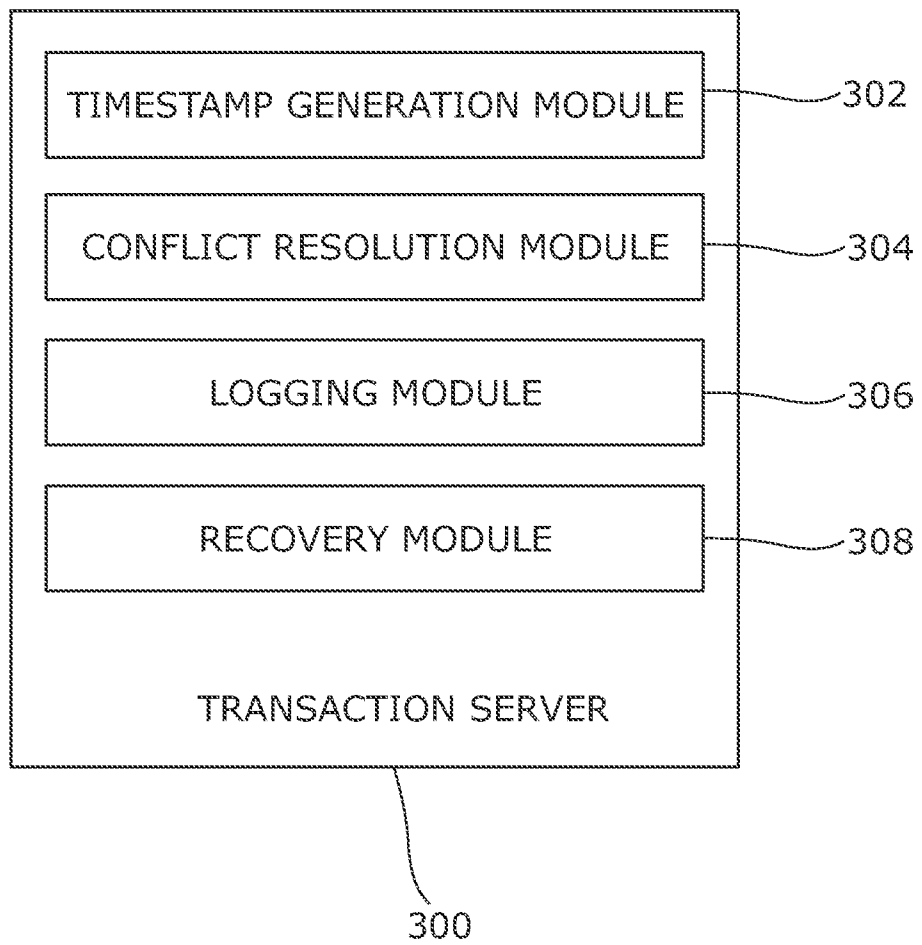 TIMESTAMP GENERATION MODULE
302
CONFLICT RESOLUTION MODULE
304
LOGGING MODULE
306
RECOVERY MODULE
308
TRANSACTION SERVER
300